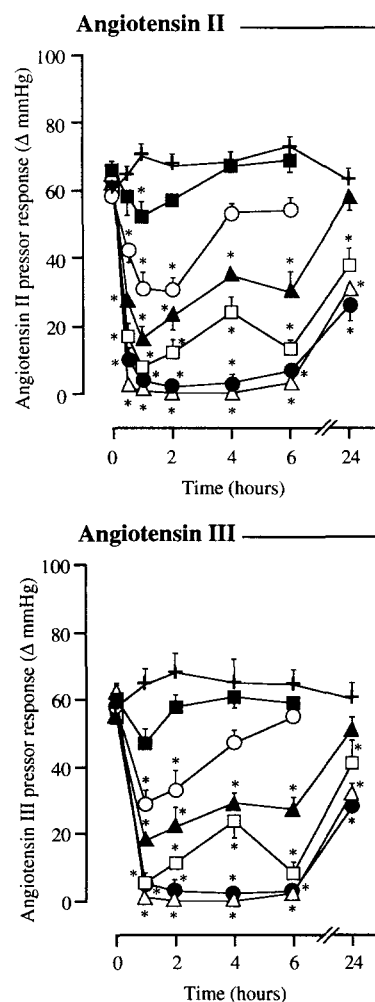 Angiotensin II
Angiotensin II pressor response (Δ mmHg)
100
80
60
40
20
0
0 2 4 6 24
Time (hours)
Angiotensin III
Angiotensin III pressor response (Δ mmHg)
100
80
60
40
20
0
0 2 4 6 24
Time (hours)